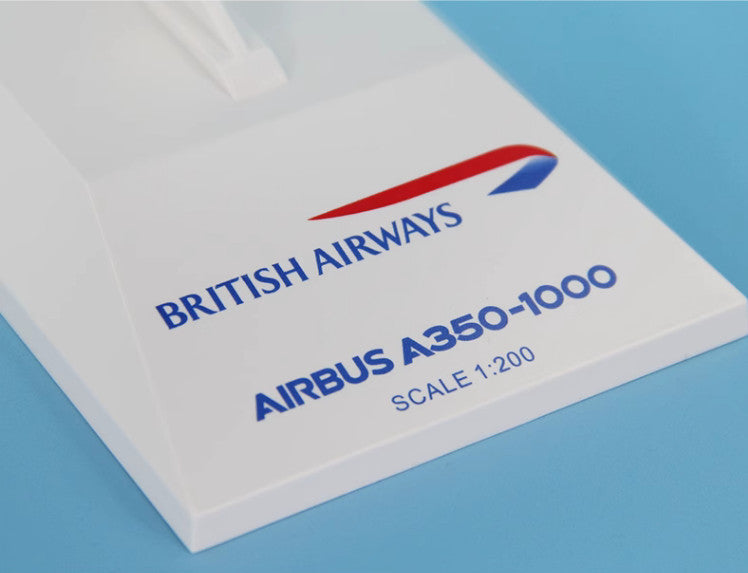 BRITISH AIRWAYS
AIRBUS A350-1000
SCALE 1:200